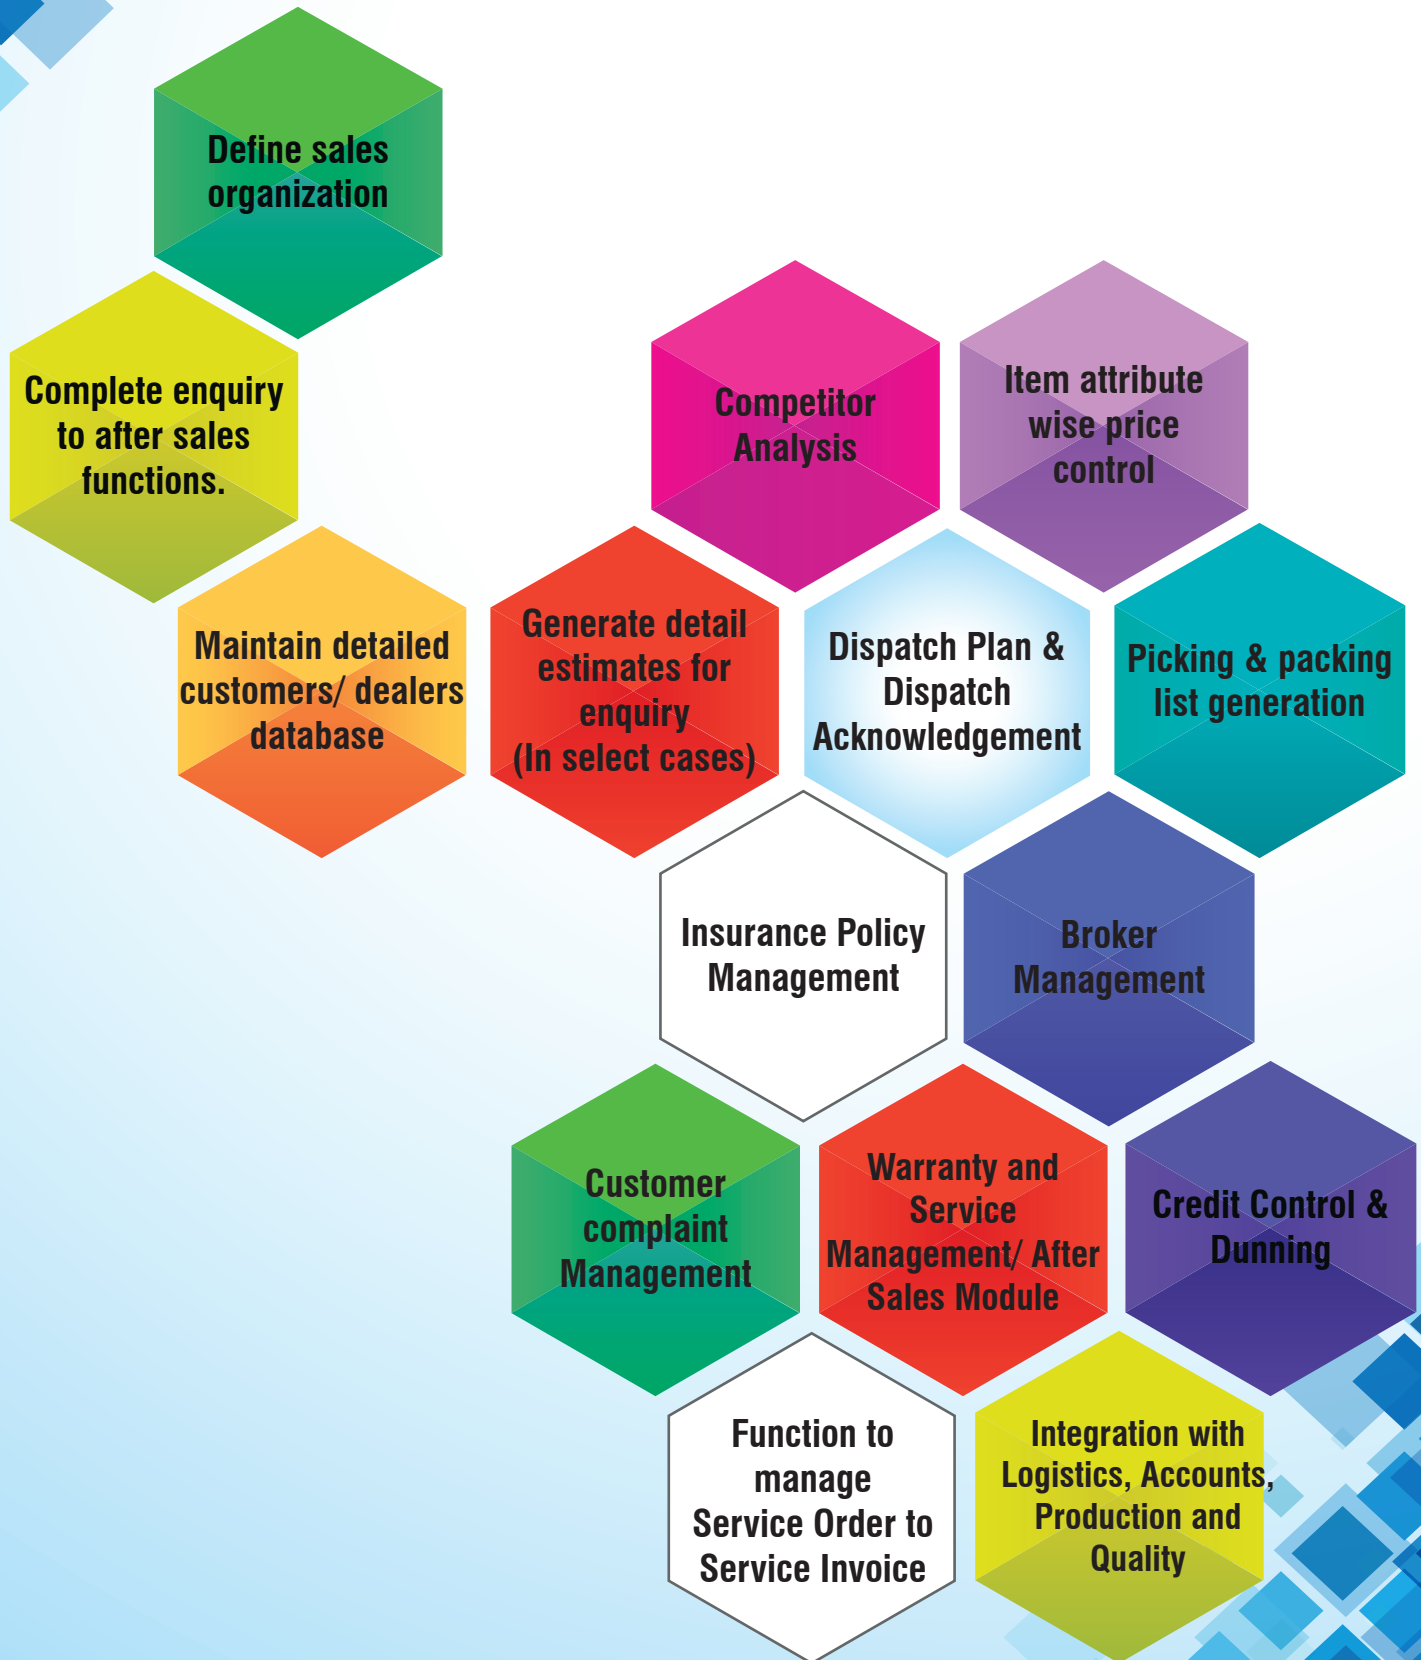 Define sales
organization
Complete enquiry
to after sales
functions.
Competitor
Analysis
Item attribute
wise price
control
Maintain detailed
customers/ dealers
database
Generate detail
estimates for
enquiry
(In select cases)
Dispatch Plan &
Dispatch
Acknowledgement
Picking & packing
list generation
Insurance Policy
Management
Broker
Management
Customer
complaint
Management
Warranty and
Service
Management/ After
Sales Module
Credit Control &
Dunning
Function to
manage
Service Order to
Service Invoice
Integration with
Logistics, Accounts,
Production and
Quality